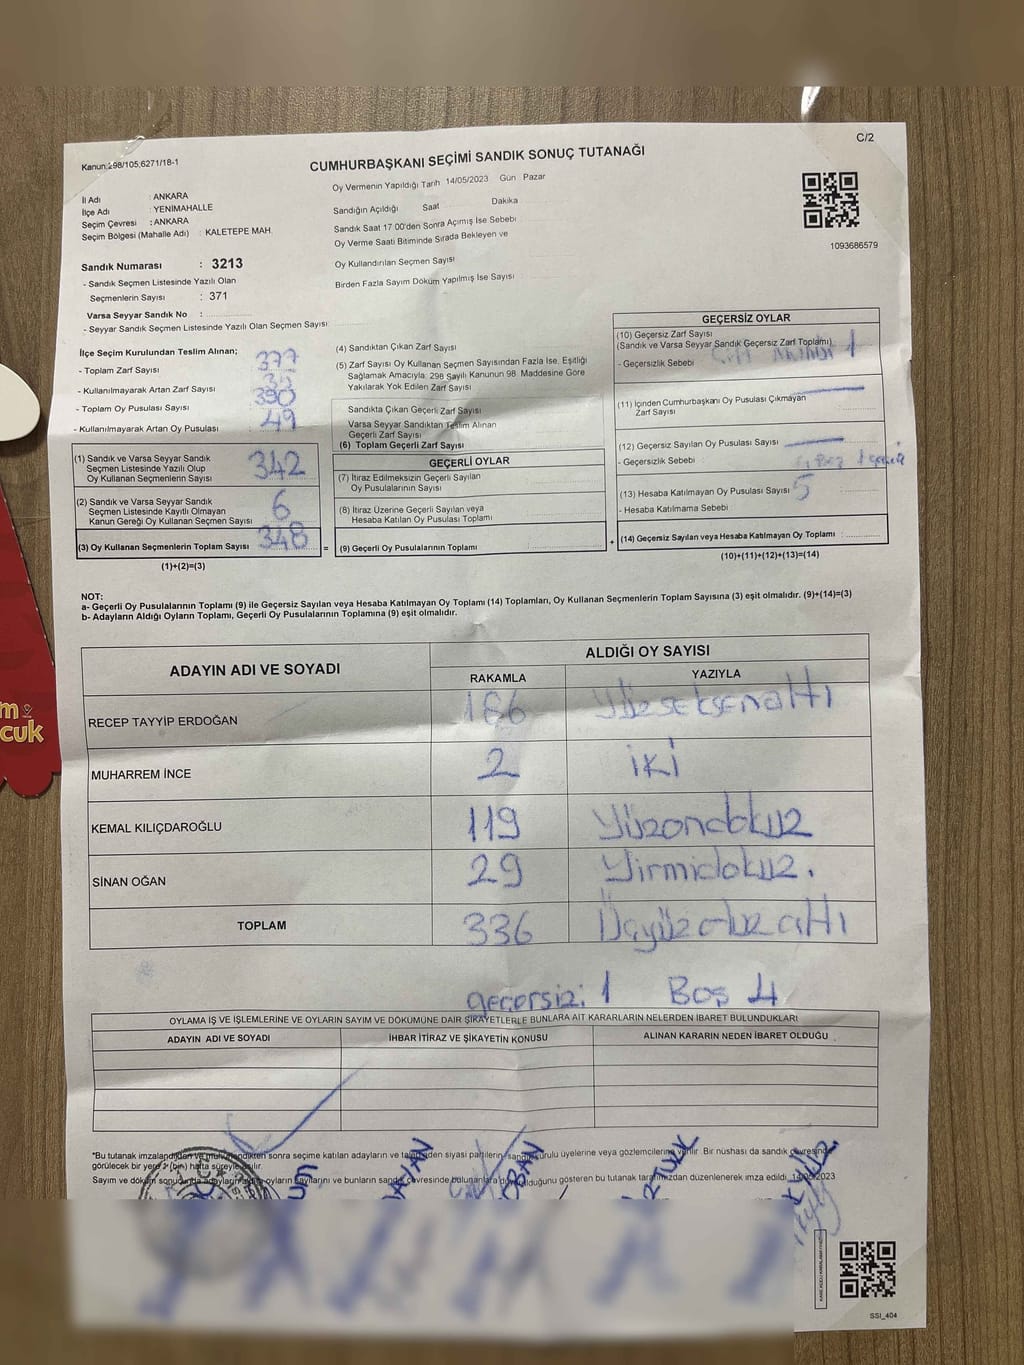 C/2
Kanun:298/105,6271/18-1
CUMHURBAŞKANI SEÇİMİ SANDIK SONUÇ TUTANAĞI
İl Adı : ANKARA
İlçe Adı : YENİMAHALLE
Seçim Çevresi : ANKARA
Seçim Bölgesi (Mahalle Adı) : KALETEPE MAH.
Oy Vermenin Yapıldığı Tarih 14/05/2023 Gün Pazar
Sandığın Açıldığı Saat Dakika
Sandık Saat 17 00'den Sonra Açımış İse Sebebi
Oy Verme Saati Bitiminde Sırada Bekleyen ve
Oy Kullandırılan Seçmen Sayısı
Birden Fazla Sayım Döküm Yapılmış İse Sayısı
1093686579
Sandık Numarası : 3213
- Sandık Seçmen Listesinde Yazılı Olan
Seçmenlerin Sayısı : 371
Varsa Seyyar Sandık No :
- Seyyar Sandık Seçmen Listesinde Yazılı Olan Seçmen Sayısı
İlçe Seçim Kurulundan Teslim Alınan;
- Toplam Zarf Sayısı 377
- Kullanılmayarak Artan Zarf Sayısı
- Toplam Oy Pusulası Sayısı 390
- Kullanılmayarak Artan Oy Pusulası 49
(1) Sandık ve Varsa Seyyar Sandık
Seçmen Listesinde Yazılı Olup
Oy Kullanan Seçmenlerin Sayısı 342
(2) Sandık ve Varsa Seyyar Sandık
Seçmen Listesinde Kayıtlı Olmayan
Kanun Gereği Oy Kullanan Seçmen Sayısı 6
(3) Oy Kullanan Seçmenlerin Toplam Sayısı 348
(1)+(2)=(3)
(4) Sandıktan Çıkan Zarf Sayısı
(5) Zarf Sayısı Oy Kullanan Seçmen Sayısından Fazla İse, Eşitliği
Sağlamak Amacıyla, 298 Sayılı Kanunun 98. Maddesine Göre
Yakılarak Yok Edilen Zarf Sayısı
Sandıkta Çıkan Geçerli Zarf Sayısı
Varsa Seyyar Sandıktan Teslim Alınan
Geçerli Zarf Sayısı
(6) Toplam Geçerli Zarf Sayısı
=
GEÇERLİ OYLAR
(7) İtiraz Edilmeksizin Geçerli Sayılan
Oy Pusulalarının Sayısı
(8) İtiraz Üzerine Geçerli Sayılan veya
Hesaba Katılan Oy Pusulası Toplamı
(9) Geçerli Oy Pusulalarının Toplamı
+
GEÇERSİZ OYLAR
(10) Geçersiz Zarf Sayısı
(Sandık ve Varsa Seyyar Sandık Geçersiz Zarf Toplamı)
- Geçersizlik Sebebi 1
(11) İçinden Cumhurbaşkanı Oy Pusulası Çıkmayan
Zarf Sayısı
(12) Geçersiz Sayılan Oy Pusulası Sayısı
- Geçersizlik Sebebi
(13) Hesaba Katılmayan Oy Pusulası Sayısı 5
- Hesaba Katılmama Sebebi
(14) Geçersiz Sayılan veya Hesaba Katılmayan Oy Toplamı :
(10)+(11)+(12)+(13)=(14)
NOT:
a- Geçerli Oy Pusulalarının Toplamı (9) ile Geçersiz Sayılan veya Hesaba Katılmayan Oy Toplamı (14) Toplamları, Oy Kullanan Seçmenlerin Toplam Sayısına (3) eşit olmalıdır. (9)+(14)=(3)
b- Adayların Aldığı Oyların Toplamı, Geçerli Oy Pusulalarının Toplamına (9) eşit olmalıdır.
ADAYIN ADI VE SOYADI ALDIĞI OY SAYISI
RAKAMLA YAZIYLA
RECEP TAYYİP ERDOĞAN 186 Yüzseksenaltı
MUHARREM İNCE 2 iki
KEMAL KILIÇDAROĞLU 119 Yüzondokuz
SİNAN OĞAN 29 Yirmidokuz.
TOPLAM 336 Üçyüzotuzaltı
geçersiz: 1 Boş 4
OYLAMA İŞ VE İŞLEMLERİNE VE OYLARIN SAYIM VE DÖKÜMÜNE DAİR ŞİKAYETLERLE BUNLARA AİT KARARLARIN NELERDEN İBARET BULUNDUKLARI
ADAYIN ADI VE SOYADI İHBAR İTİRAZ VE ŞİKAYETİN KONUSU ALINAN KARARIN NEDEN İBARET OLDUĞU
*Bu tutanak imzalandıktan ve mühürlendikten sonra seçime katılan adayların ve talep eden siyasi partilerin, sandık kurulu üyelerine veya gözlemcilerine verilir. Bir nüshası da sandık çevresinde
görülecek bir yere 1 (bir) hafta süreyle asılır.
Sayım ve döküm sonuçunda adayların aldığı oyların sayılarını ve bunların sandık çevresinde bulunanlara duyurulduğunu gösteren bu tutanak tarafımızdan düzenlenerek imza edildi.
SSI_404
cuk